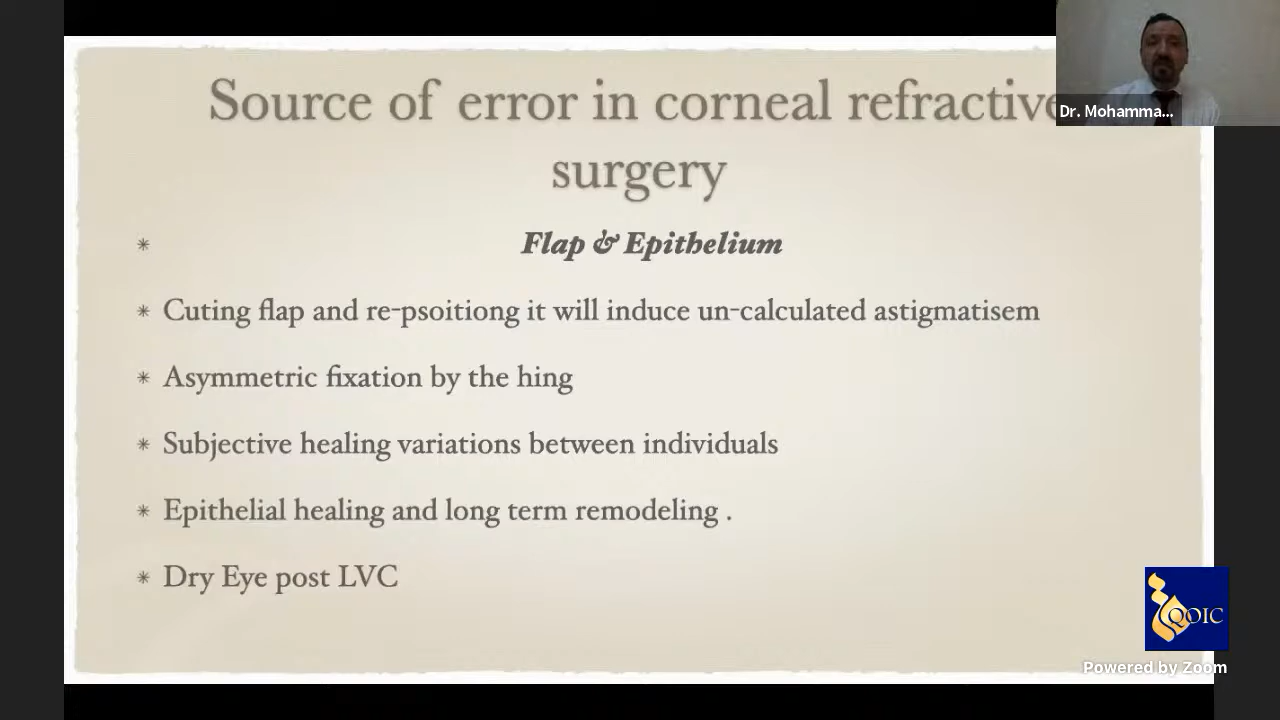 Source of error in corneal refractive
surgery
Dr. Mohamma...
* Flap & Epithelium
* Cuting flap and re-psoitiong it will induce un-calculated astigmatisem
* Asymmetric fixation by the hing
* Subjective healing variations between individuals
* Epithelial healing and long term remodeling .
* Dry Eye post LVC
QOIC
Powered by Zoom